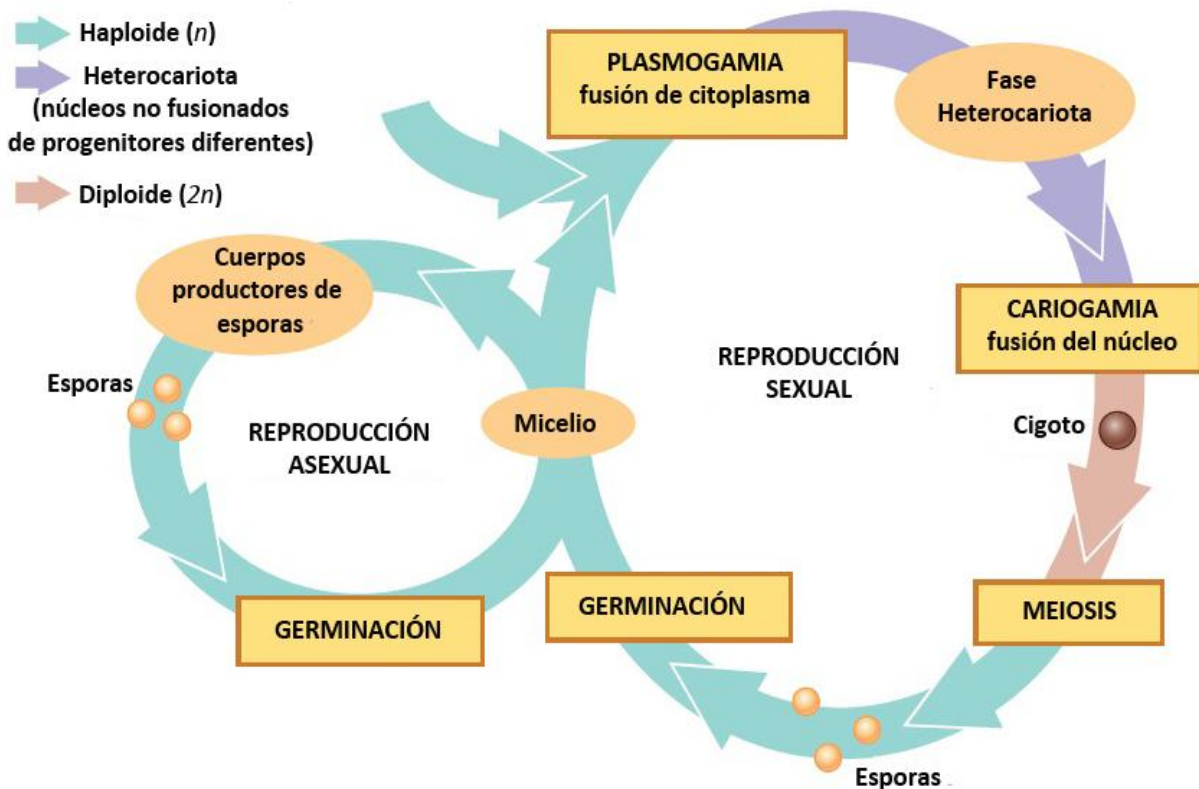 Haploide (n)
Heterocariota
(núcleos no fusionados
de progenitores diferentes)
Diploide (2n)
PLASMOGAMIA
fusión de citoplasma
Fase
Heterocariota
Cuerpos
productores de
esporas
CARIOGAMIA
fusión del núcleo
REPRODUCCIÓN
SEXUAL
Esporas
Micelio
REPRODUCCIÓN
ASEXUAL
Cigoto
GERMINACIÓN
GERMINACIÓN
MEIOSIS
Esporas